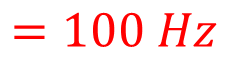 = 100 Hz